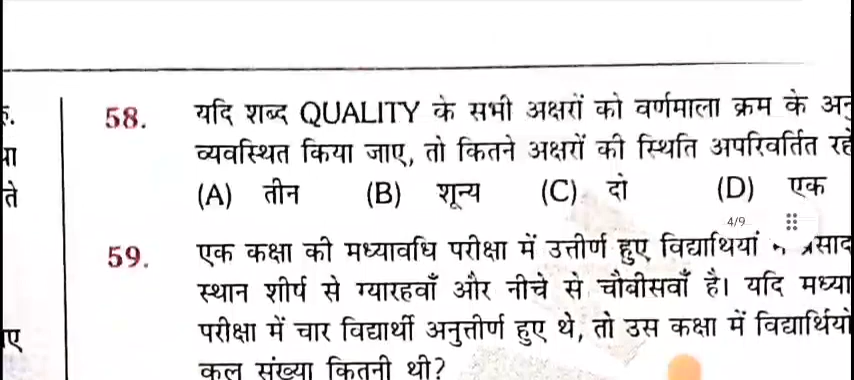 58. यदि शब्द QUALITY के सभी अक्षरों को वर्णमाला क्रम के
व्यवस्थित किया जाए, तो कितने अक्षरों की स्थिति अपरिवर्तित
(A) तीन (B) शून्य (C) दो (D) एक
4/9
59. एक कक्षा की मध्यावधि परीक्षा में उत्तीर्ण हुए विद्यार्थियों
स्थान शीर्ष से ग्यारहवाँ और नीचे से चौबीसवाँ है। यदि
परीक्षा में चार विद्यार्थी अनुत्तीर्ण हुए थे, तो उस कक्षा में
कुल संख्या कितनी थी?